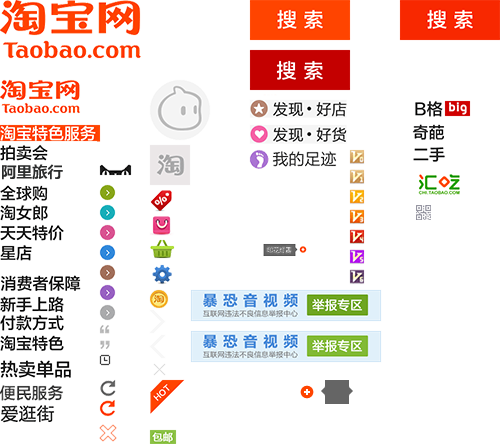 淘宝网
Taobao.com
搜索
搜索
搜索
淘宝网
Taobao.com
淘宝特色服务
拍卖会
阿里旅行
全球购
淘女郎
天天特价
星店
消费者保障
新手上路
付款方式
淘宝特色
热卖单品
便民服务
爱逛街
淘
%
淘
HOT
包邮
发现·好店
发现·好货
我的足迹
B格 big
奇葩
二手
汇吃
CHI.TAOBAO.COM
暴恐音视频
互联网违法不良信息举报中心
举报专区
暴恐音视频
互联网违法不良信息举报中心
举报专区